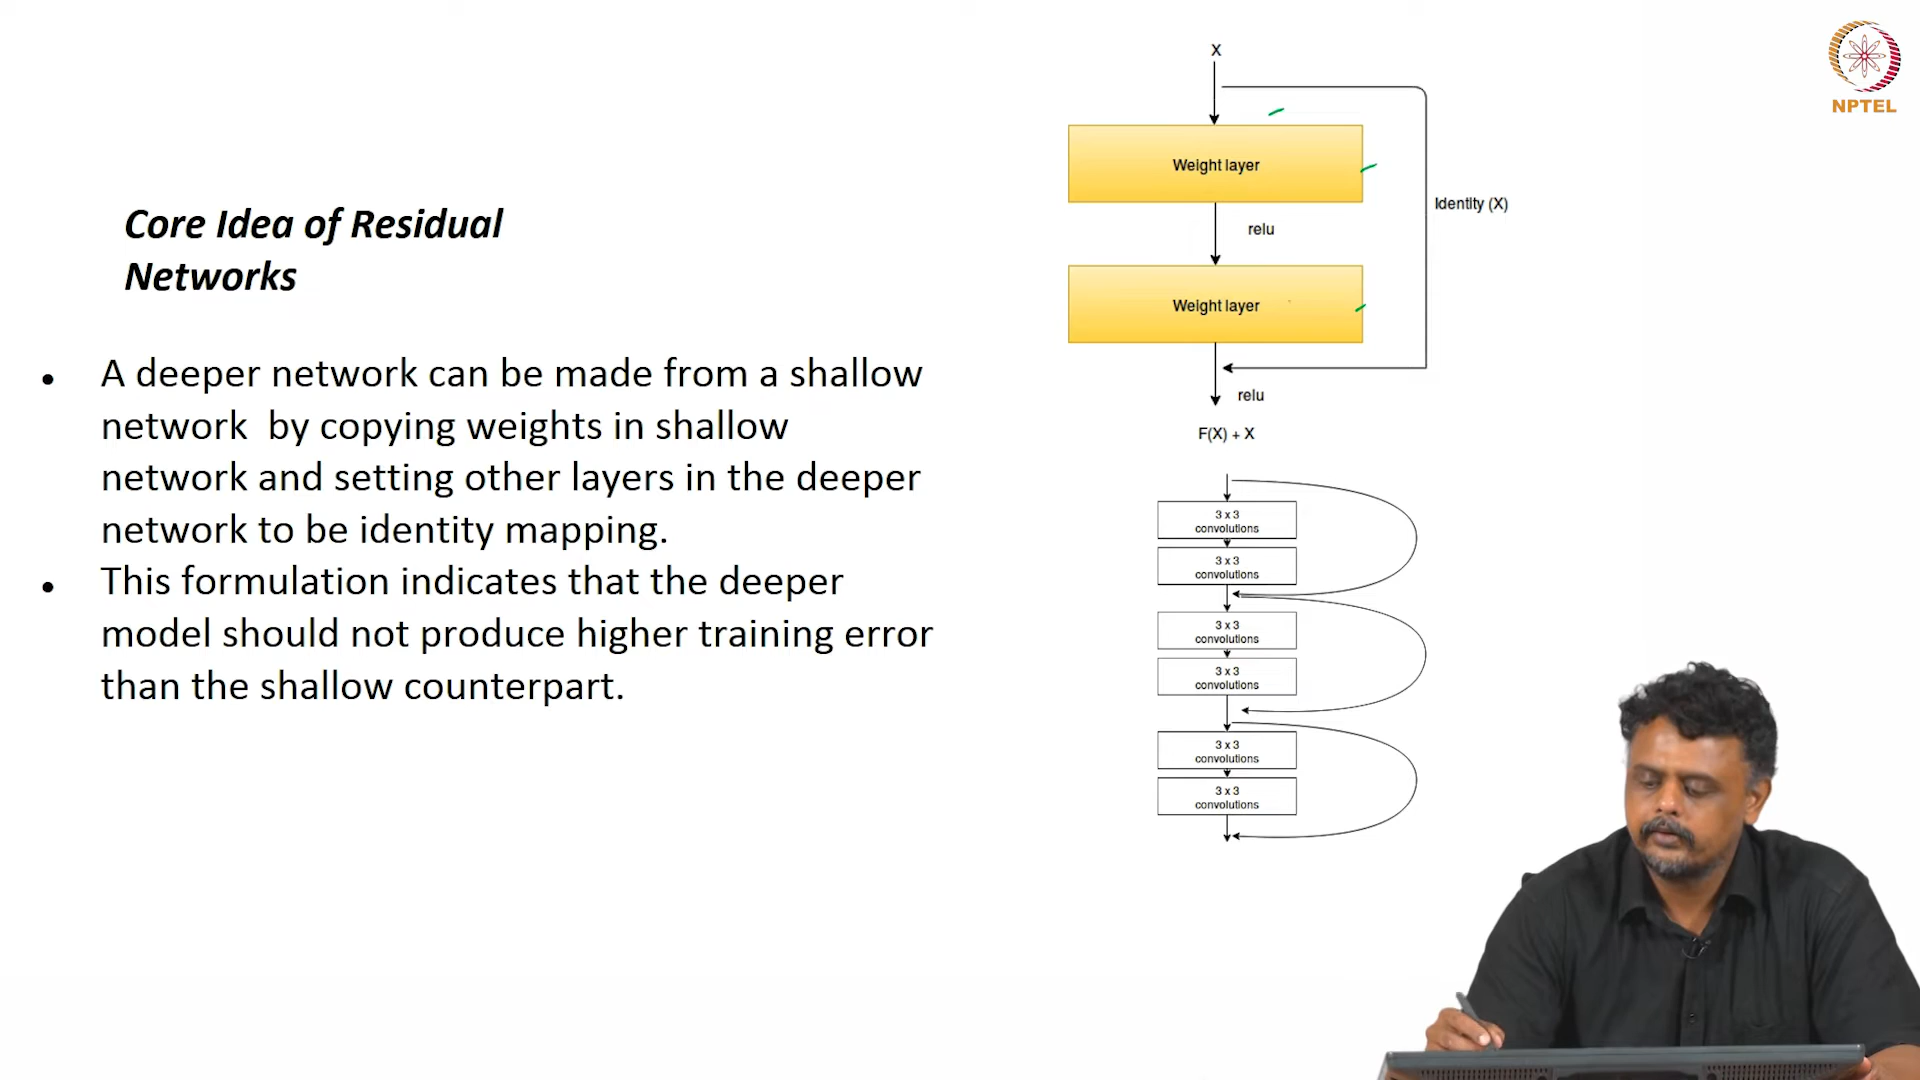 Core Idea of Residual
Networks
• A deeper network can be made from a shallow
network by copying weights in shallow
network and setting other layers in the deeper
network to be identity mapping.
• This formulation indicates that the deeper
model should not produce higher training error
than the shallow counterpart.
X
Weight layer
Identity (X)
relu
Weight layer
relu
F(X) + X
3 x 3
convolutions
3 x 3
convolutions
3 x 3
convolutions
3 x 3
convolutions
3 x 3
convolutions
3 x 3
convolutions
NPTEL